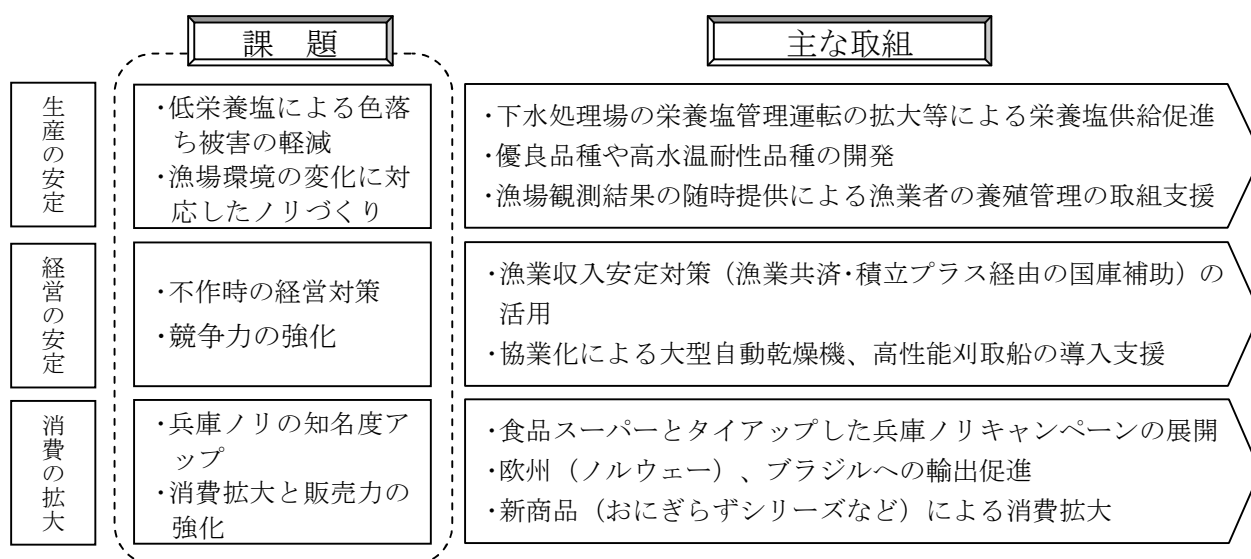 課 題
主な取組
生産の安定
・低栄養塩による色落
ち被害の軽減
・漁場環境の変化に対
応したノリづくり
・下水処理場の栄養塩管理運転の拡大等による栄養塩供給促進
・優良品種や高水温耐性品種の開発
・漁場観測結果の随時提供による漁業者の養殖管理の取組支援
経営の安定
・不作時の経営対策
・競争力の強化
・漁業収入安定対策（漁業共済・積立プラス経由の国庫補助）の
活用
・協業化による大型自動乾燥機、高性能刈取船の導入支援
消費の拡大
・兵庫ノリの知名度ア
ップ
・消費拡大と販売力の
強化
・食品スーパーとタイアップした兵庫ノリキャンペーンの展開
・欧州（ノルウェー）、ブラジルへの輸出促進
・新商品（おにぎらずシリーズなど）による消費拡大